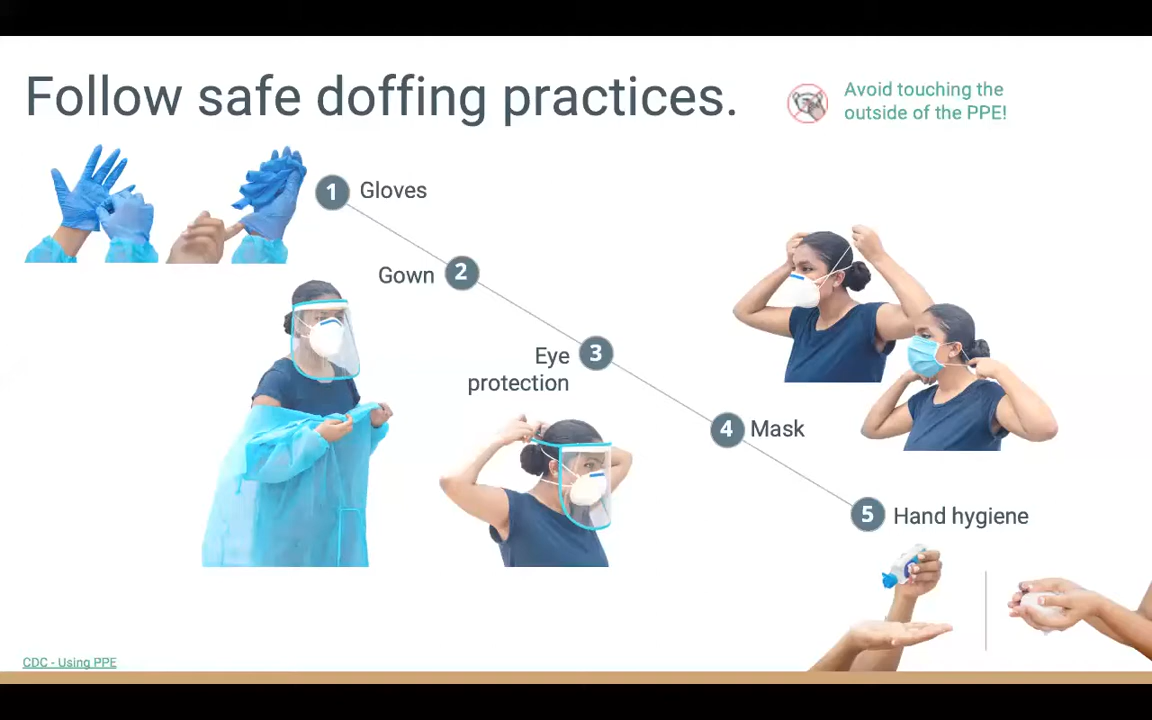 Follow safe doffing practices.
Avoid touching the
outside of the PPE!
1 Gloves
Gown 2
Eye 3
protection
4 Mask
5 Hand hygiene
CDC - Using PPE